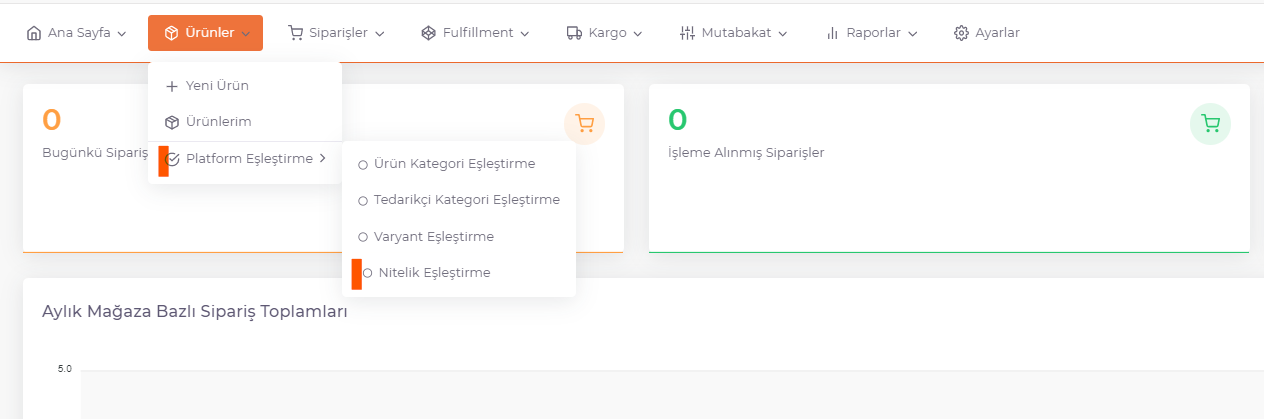 Ana Sayfa
Ürünler
Siparişler
Fulfillment
Kargo
Mutabakat
Raporlar
Ayarlar
Yeni Ürün
Ürünlerim
Platform Eşleştirme
Ürün Kategori Eşleştirme
Tedarikçi Kategori Eşleştirme
Varyant Eşleştirme
Nitelik Eşleştirme
0
Bugünkü Sipariş
0
İşleme Alınmış Siparişler
Aylık Mağaza Bazlı Sipariş Toplamları
5.0